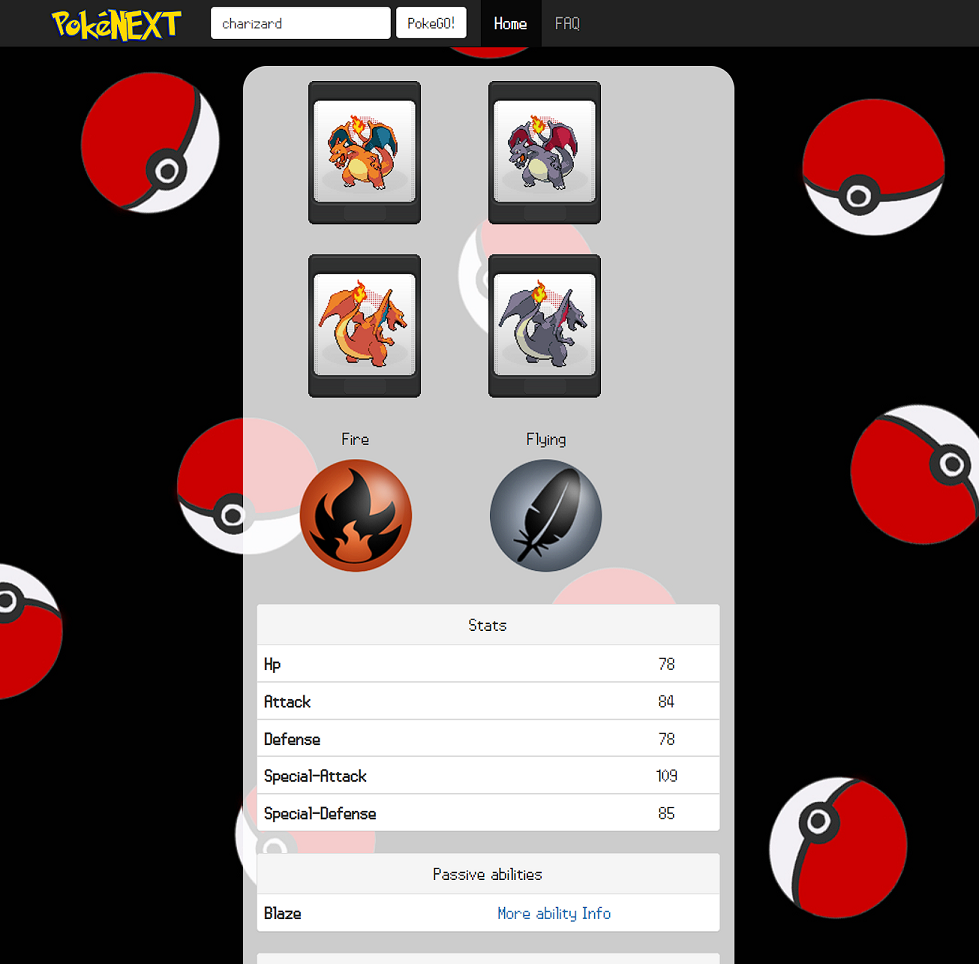 PokéNEXT charizard PokeGO! Home FAQ
Fire Flying
Stats
Hp 78
Attack 84
Defense 78
Special-Attack 109
Special-Defense 85
Passive abilities
Blaze More ability Info